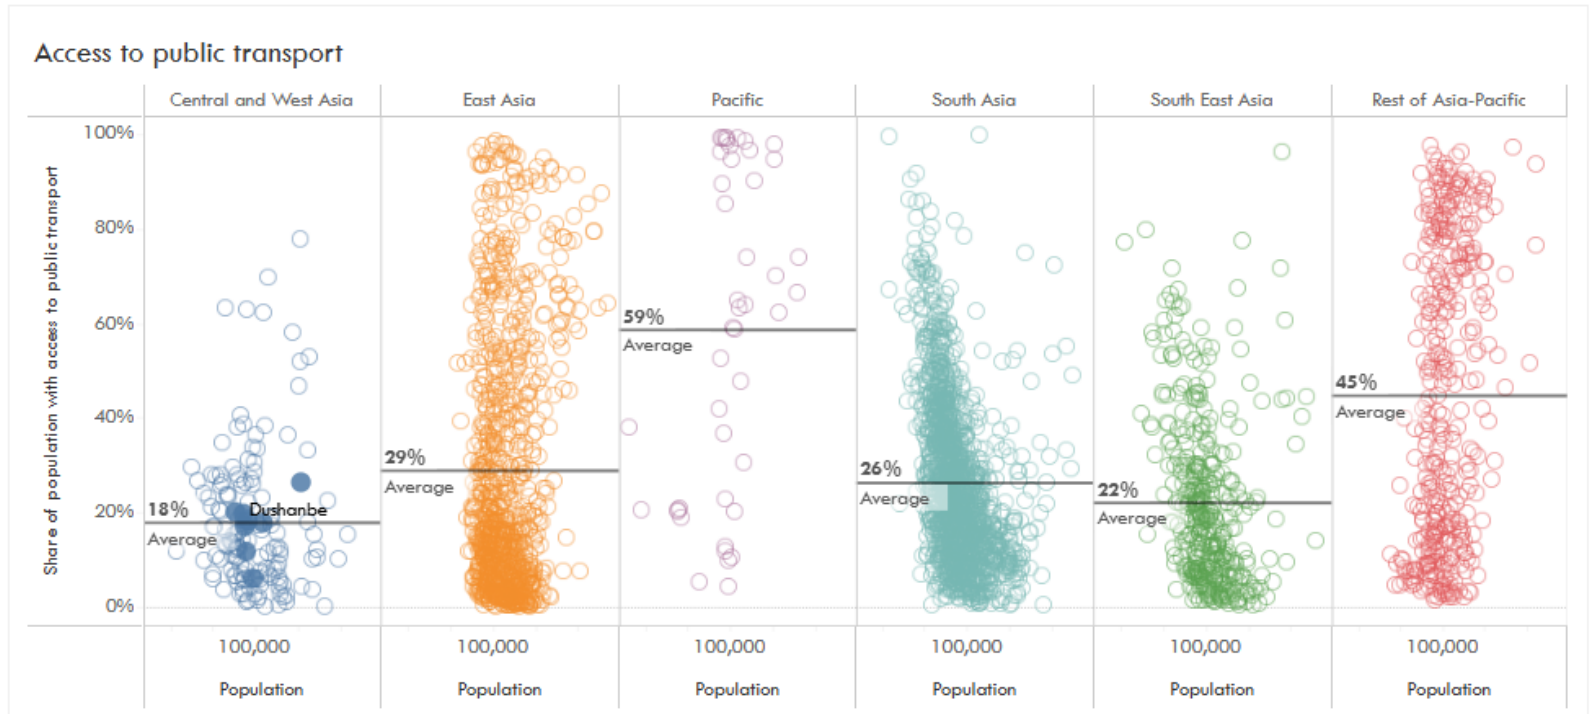 Access to public transport
Central and West Asia
East Asia
Pacific
South Asia
South East Asia
Rest of Asia-Pacific
Share of population with access to public transport
100%
80%
60%
40%
20%
0%
18%
Average
Dushanbe
29%
Average
59%
Average
26%
Average
22%
Average
45%
Average
100,000
100,000
100,000
100,000
100,000
100,000
Population
Population
Population
Population
Population
Population